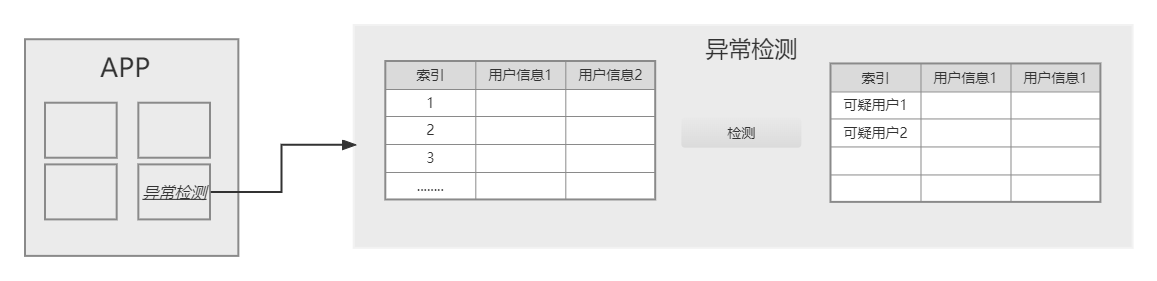 APP
异常检测
异常检测
索引 用户信息1 用户信息2
1
2
3
........
检测
索引 用户信息1 用户信息1
可疑用户1
可疑用户2